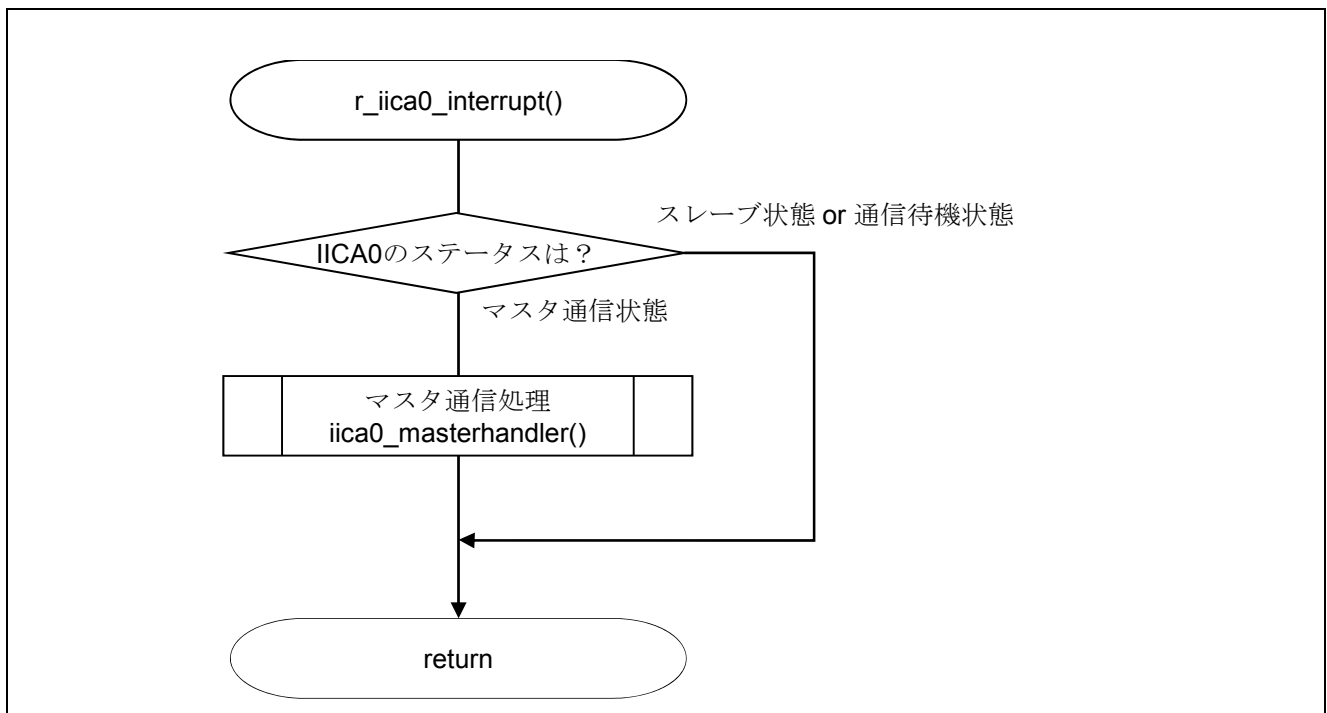 r_iica0_interrupt()
スレーブ状態 or 通信待機状態
IICA0のステータスは？
マスタ通信状態
マスタ通信処理
iica0_masterhandler()
return